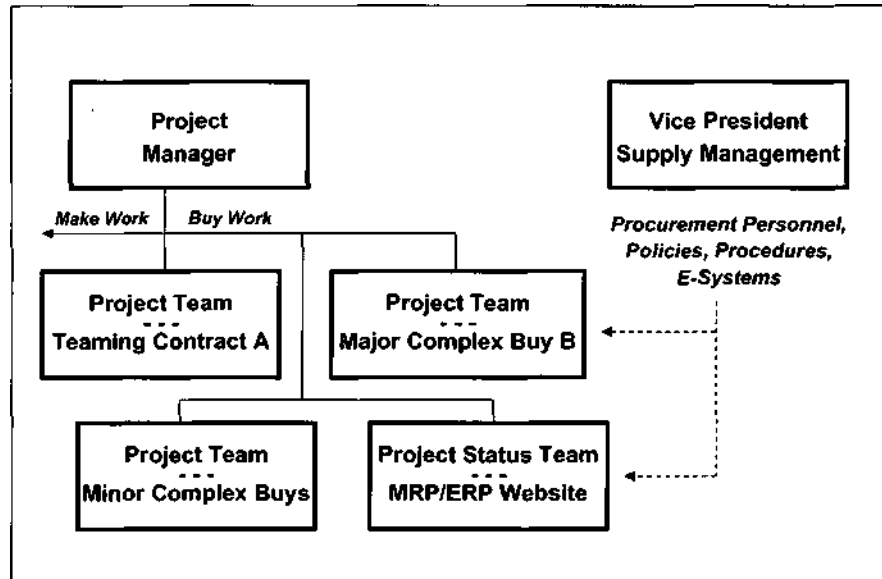 Project
Manager
Vice President
Supply Management
Make Work
Buy Work
Procurement Personnel,
Policies, Procedures,
E-Systems
Project Team
---
Teaming Contract A
Project Team
---
Major Complex Buy B
Project Team
---
Minor Complex Buys
Project Status Team
---
MRP/ERP Website